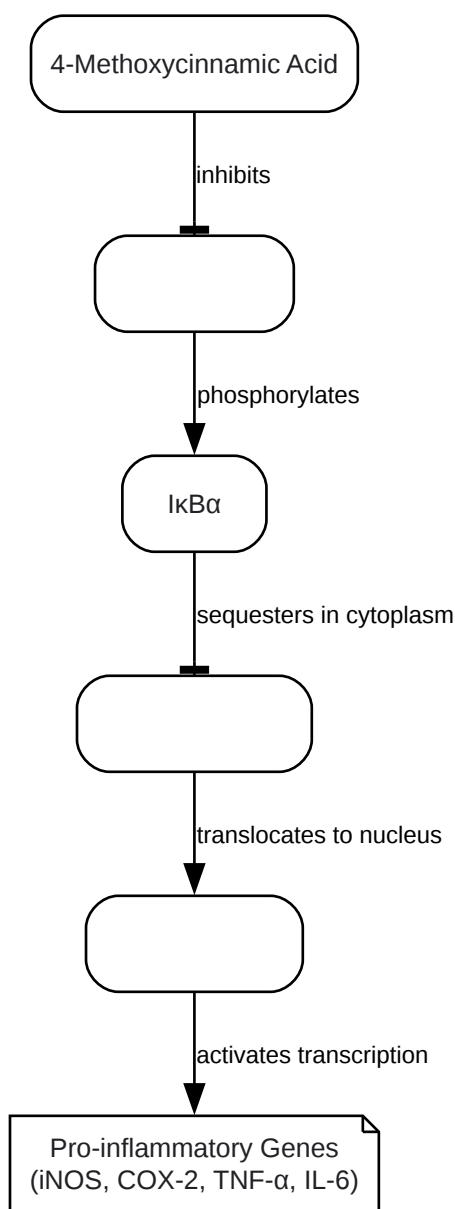 4-Methoxycinnamic Acid
inhibits
phosphorylates
IκBα
sequesters in cytoplasm
translocates to nucleus
activates transcription
Pro-inflammatory Genes
(iNOS, COX-2, TNF-α, IL-6)